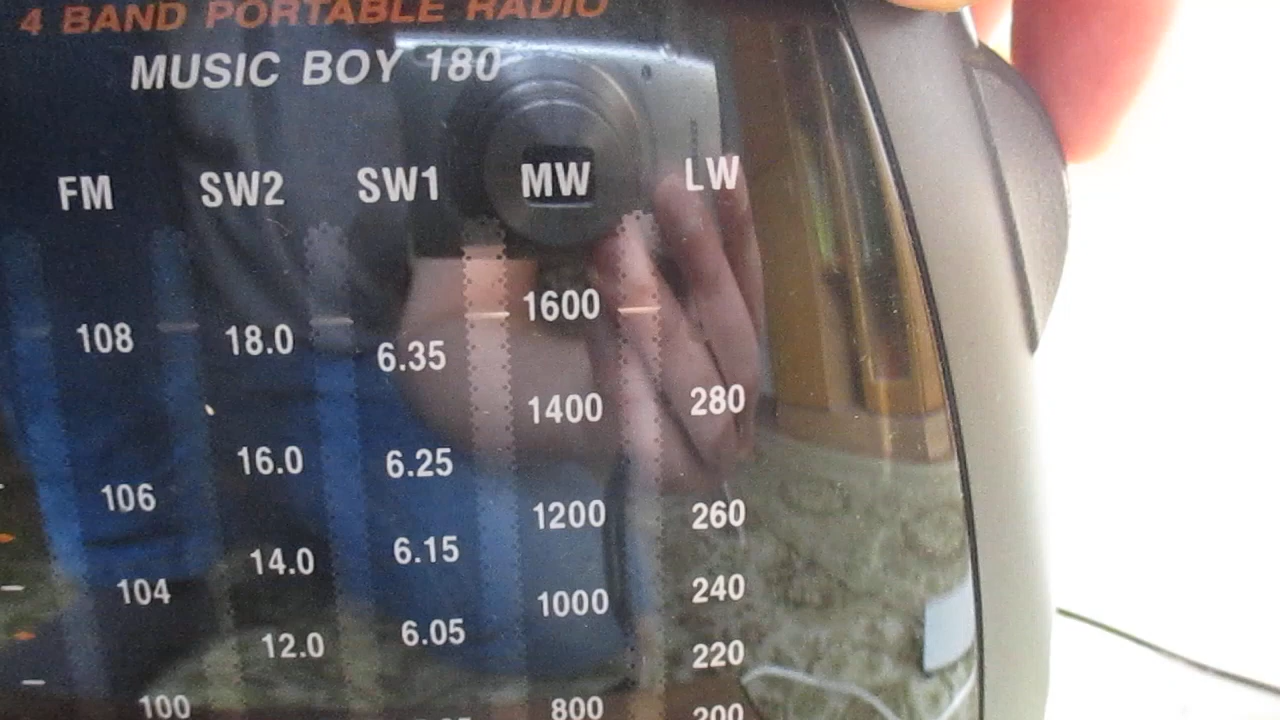 4 BAND PORTABLE RADIO
MUSIC BOY 180
FM SW2 SW1 MW LW
108 18.0 6.35 1600
16.0 6.25 1400 280
106 14.0 6.15 1200 260
104 12.0 6.05 1000 240
220
100 800 200